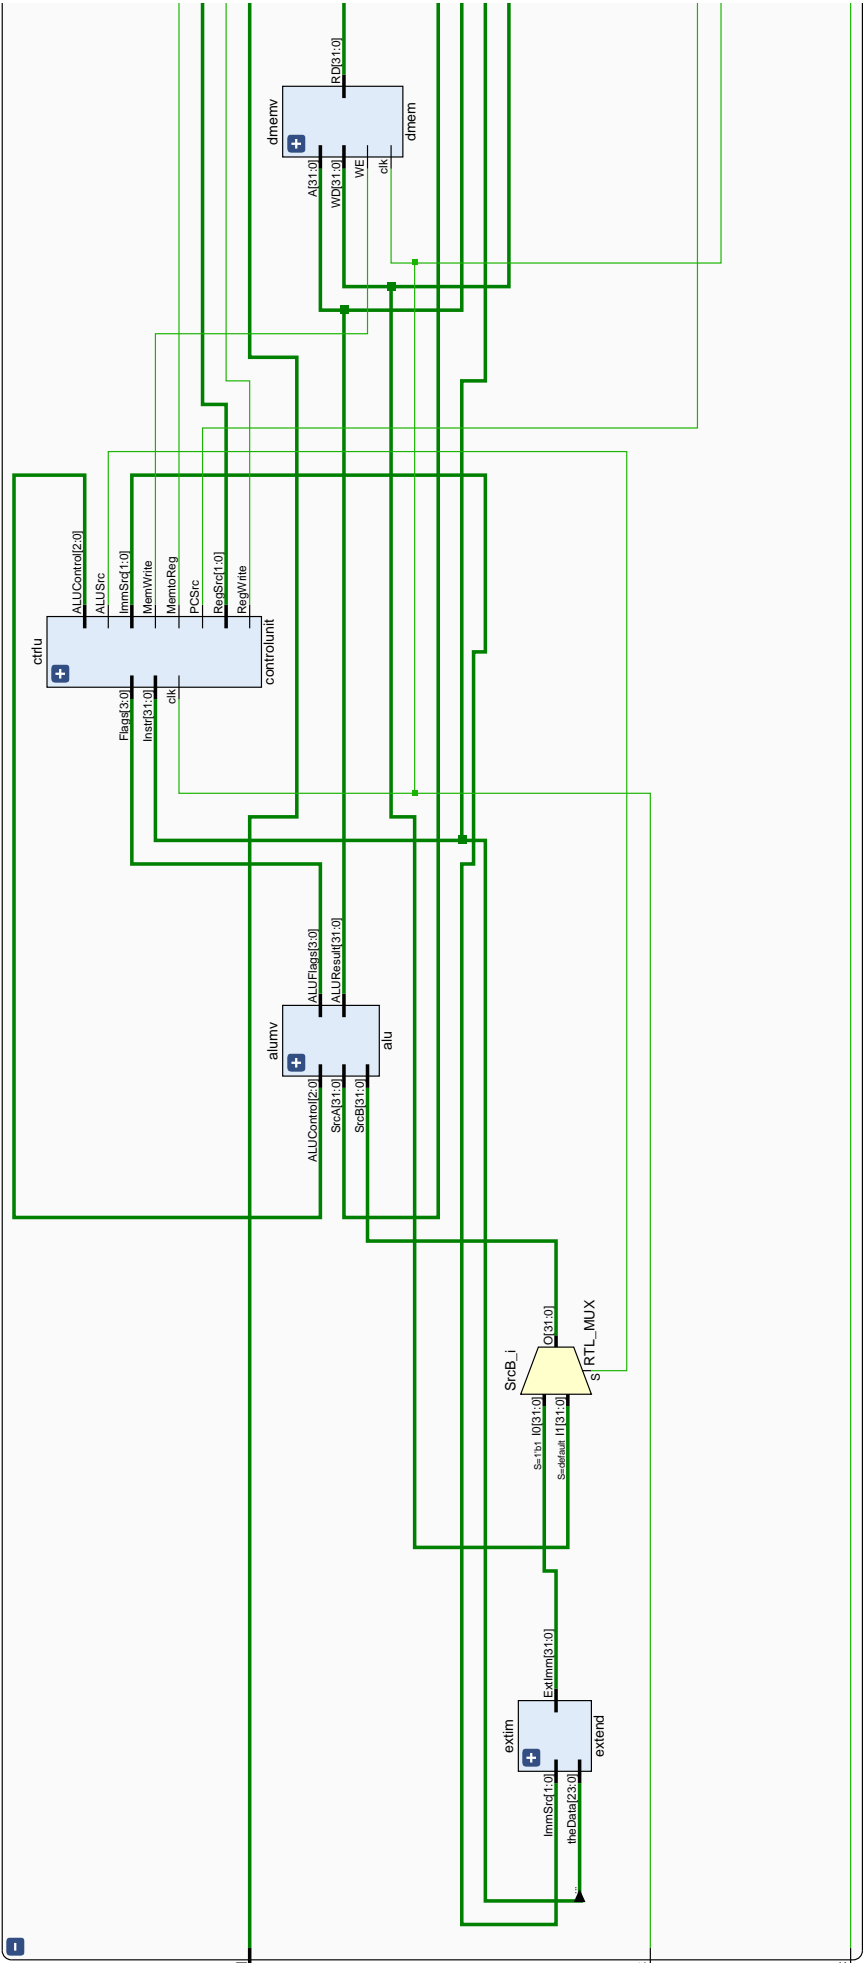 RD[31:0]
dmemv
dmem
A[31:0]
WD[31:0]
WE
clk
ALUControl[2:0]
ALUSrc
ImmSrc[1:0]
MemWrite
MemtoReg
PCSrc
RegSrc[1:0]
RegWrite
ctrlu
controlunit
Flags[3:0]
Instr[31:0]
clk
ALUFlags[3:0]
ALUResult[31:0]
alumv
alu
ALUControl[2:0]
SrcA[31:0]
SrcB[31:0]
O[31:0]
SrcB_i
RTL_MUX
S
S=1'b1 I0[31:0]
S=default I1[31:0]
ExtImm[31:0]
extim
extend
ImmSrc[1:0]
theData[23:0]